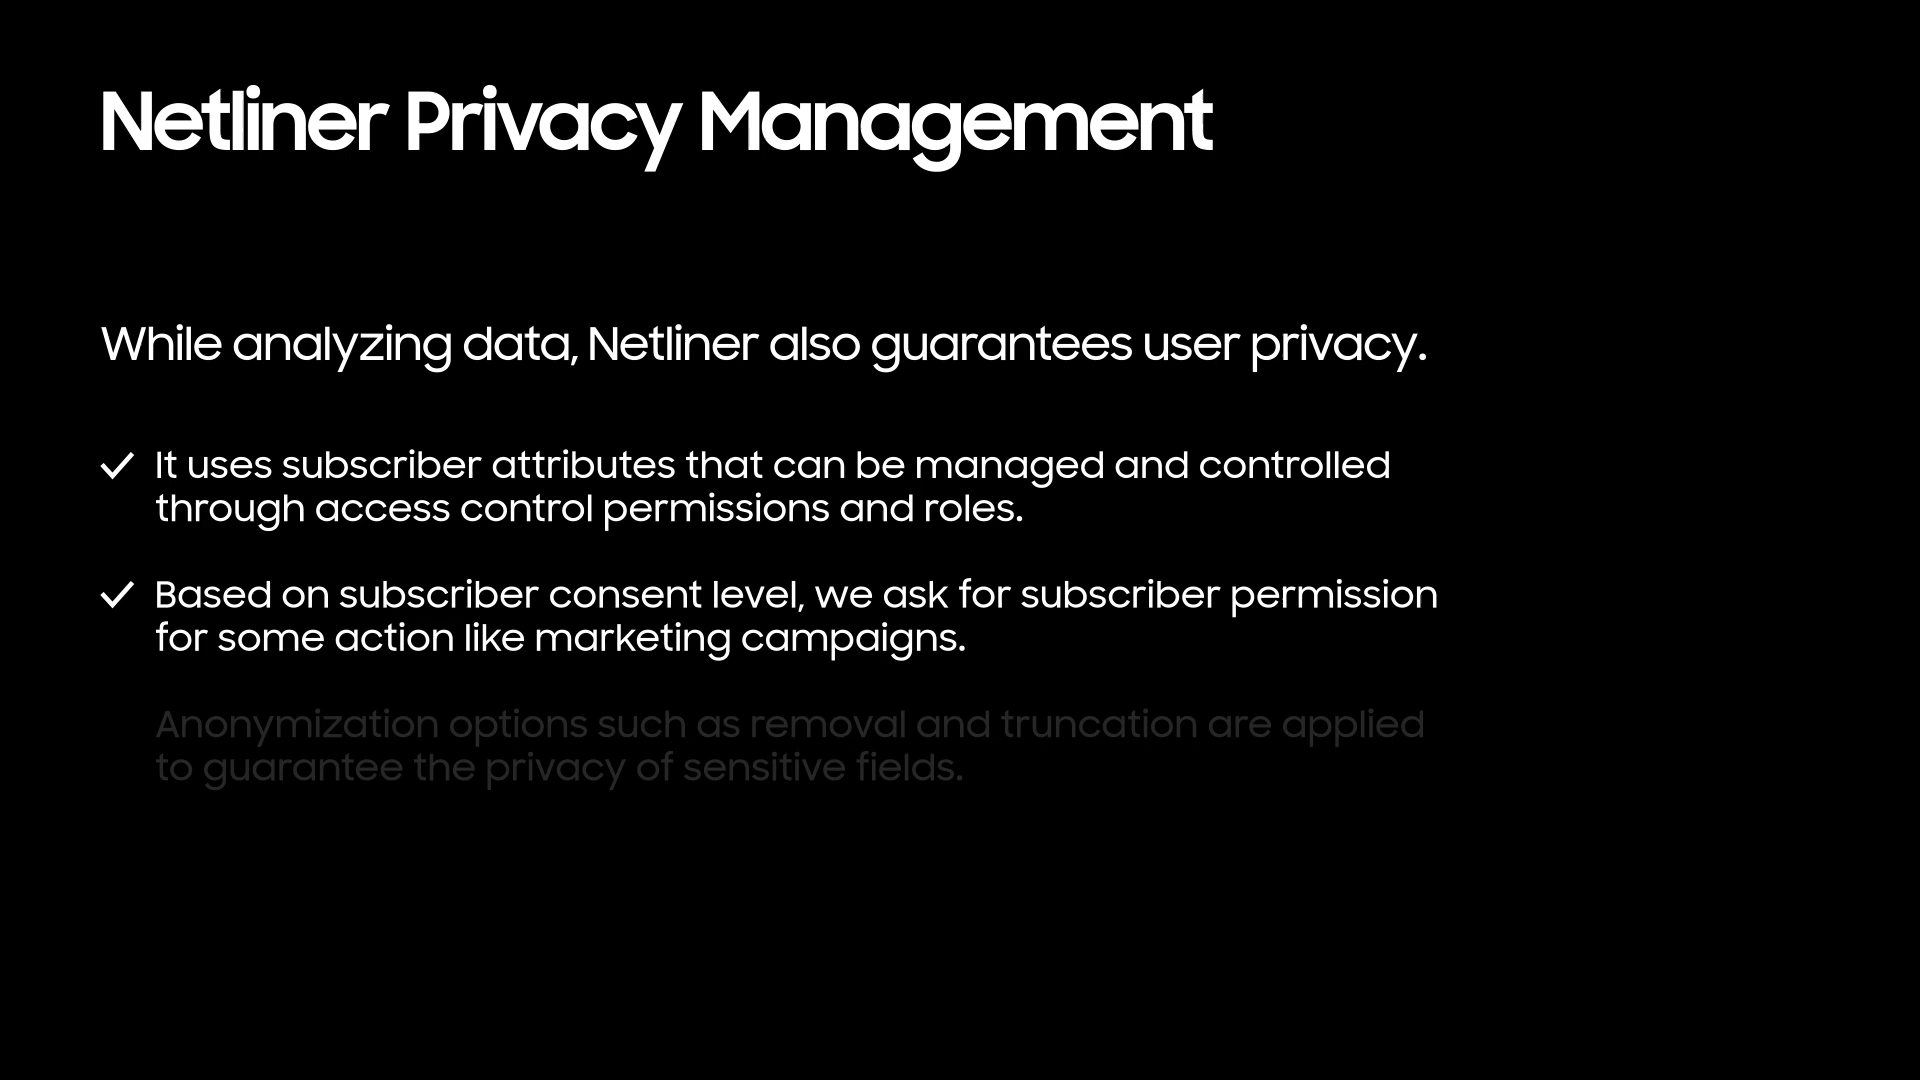 Netliner Privacy Management
While analyzing data, Netliner also guarantees user privacy.
It uses subscriber attributes that can be managed and controlled
through access control permissions and roles.
Based on subscriber consent level, we ask for subscriber permission
for some action like marketing campaigns.
Anonymization options such as removal and truncation are applied
to guarantee the privacy of sensitive fields.